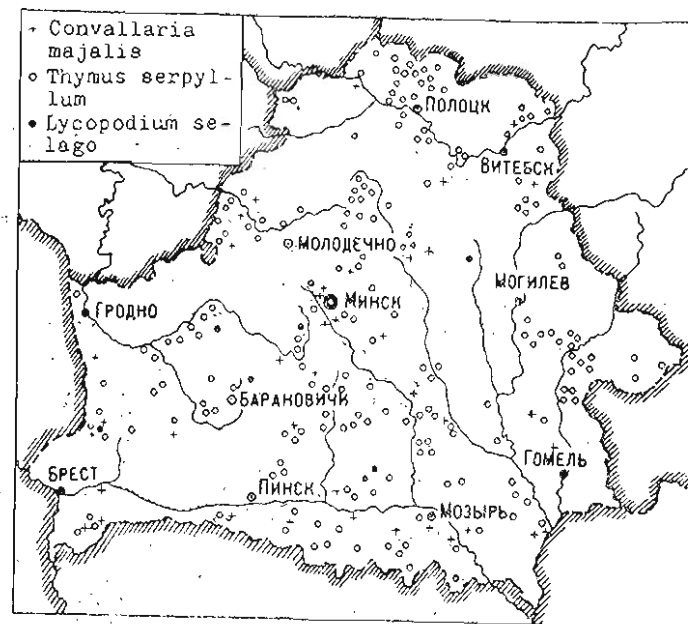 + Convallaria
majalis
○ Thymus serpyl-
lum
● Lycopodium se-
lago
ПОЛОЦК
ВИТЕБСК
МОЛОДЕЧНО
МИНСК
МОГИЛЕВ
ГРОДНО
БАРАНОВИЧИ
БРЕСТ
ПИНСК
ГОМЕЛЬ
МОЗЫРЬ